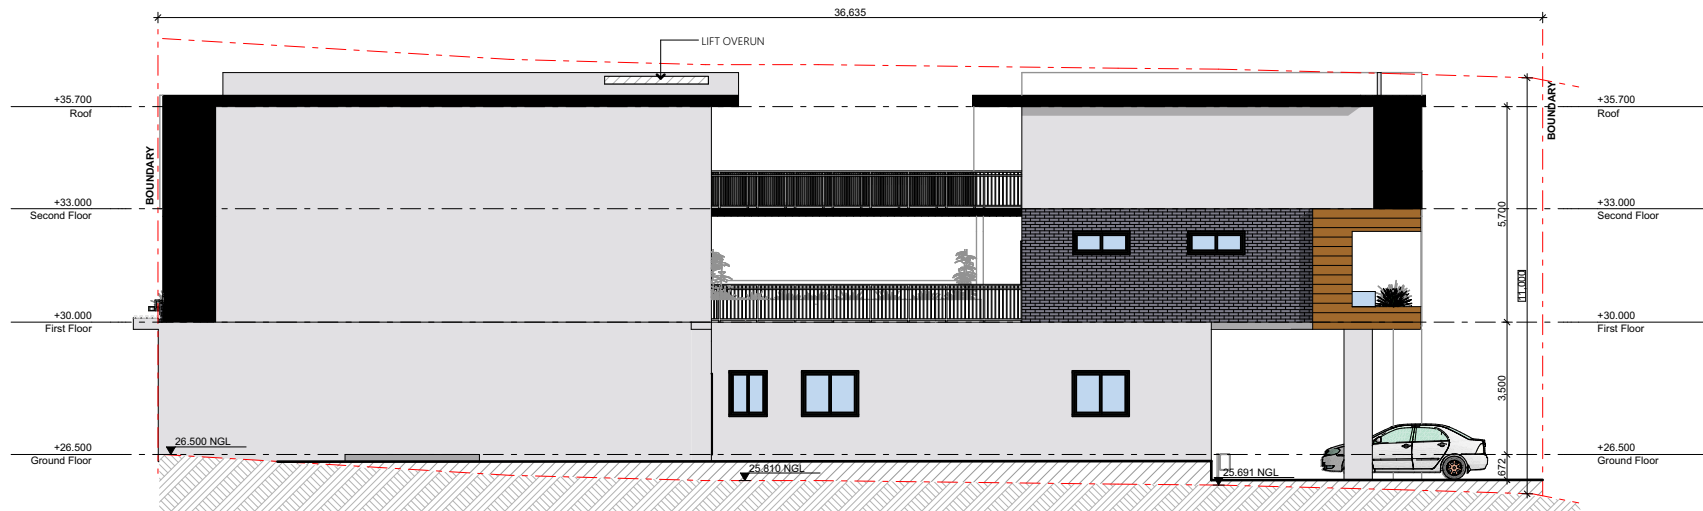 36,635
LIFT OVERUN
+35.700
Roof
+35.700
Roof
BOUNDARY
BOUNDARY
+33.000
Second Floor
+33.000
Second Floor
5,700
11,000
+30.000
First Floor
+30.000
First Floor
3,500
+26.500
Ground Floor
26.500 NGL
25.810 NGL
25.691 NGL
672
+26.500
Ground Floor